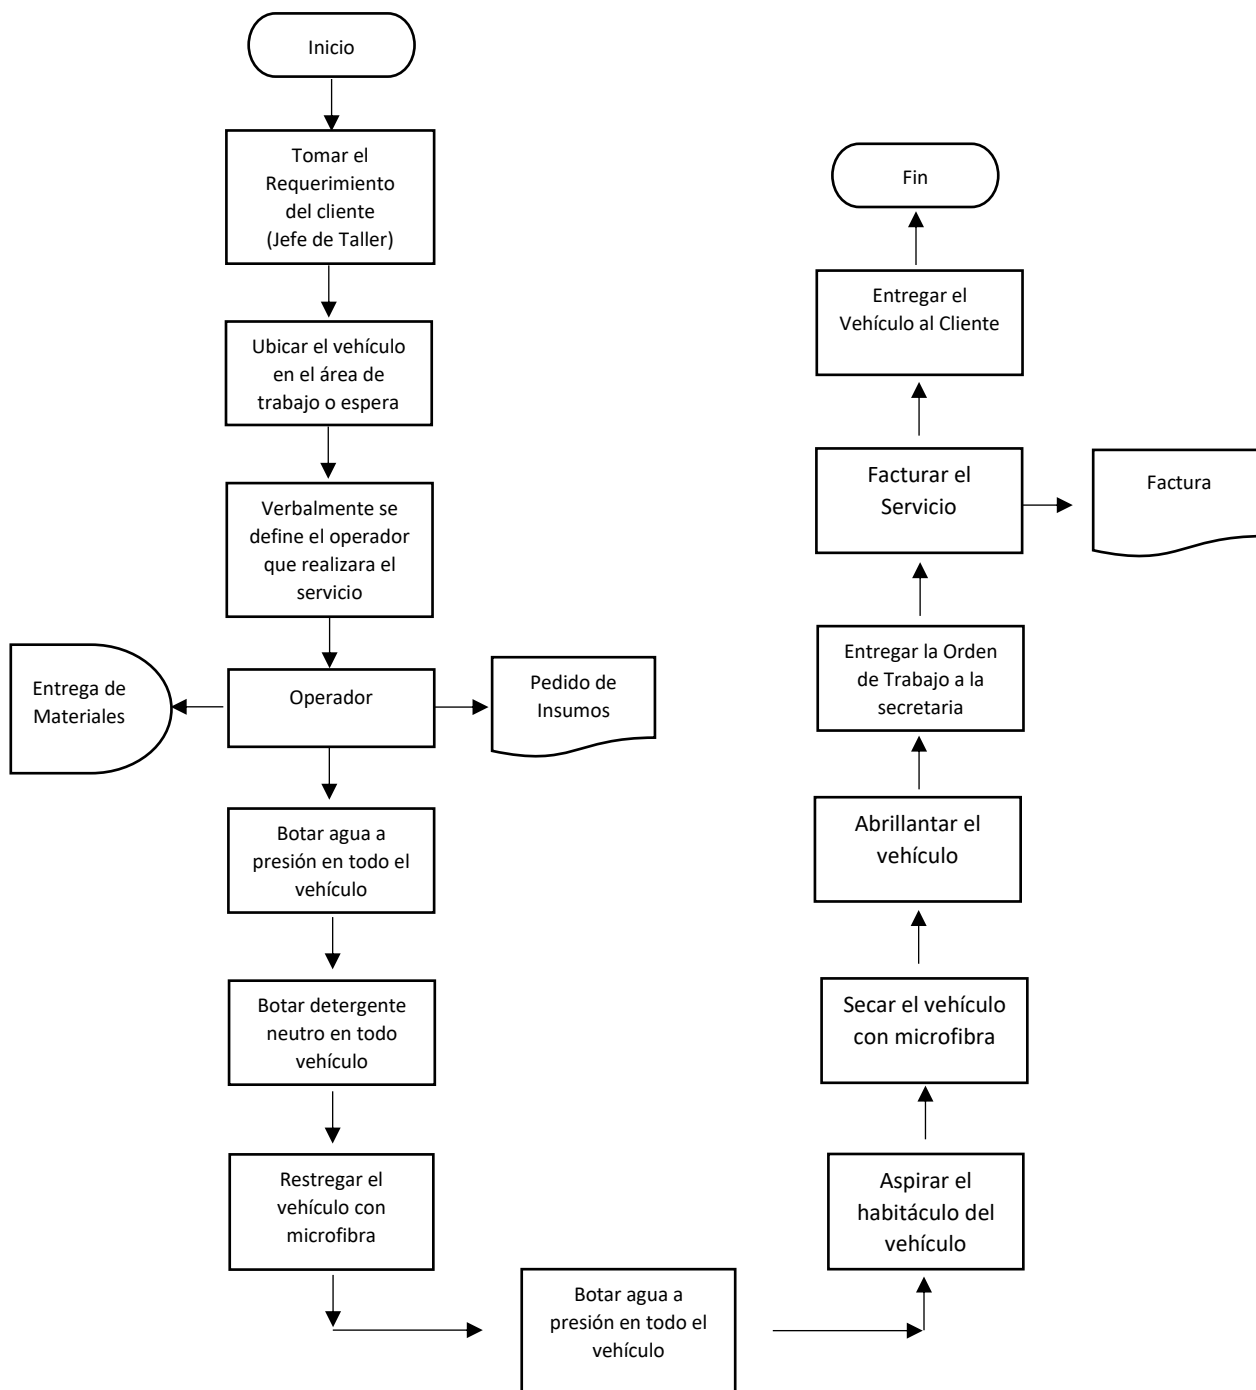 Inicio
Tomar el
Requerimiento
del cliente
(Jefe de Taller)
Ubicar el vehículo
en el área de
trabajo o espera
Verbalmente se
define el operador
que realizara el
servicio
Entrega de
Materiales
Operador
Pedido de
Insumos
Botar agua a
presión en todo el
vehículo
Botar detergente
neutro en todo
vehículo
Restregar el
vehículo con
microfibra
Botar agua a
presión en todo el
vehículo
Aspirar el
habitáculo del
vehículo
Secar el vehículo
con microfibra
Abrillantar el
vehículo
Entregar la Orden
de Trabajo a la
secretaria
Facturar el
Servicio
Factura
Entregar el
Vehículo al Cliente
Fin